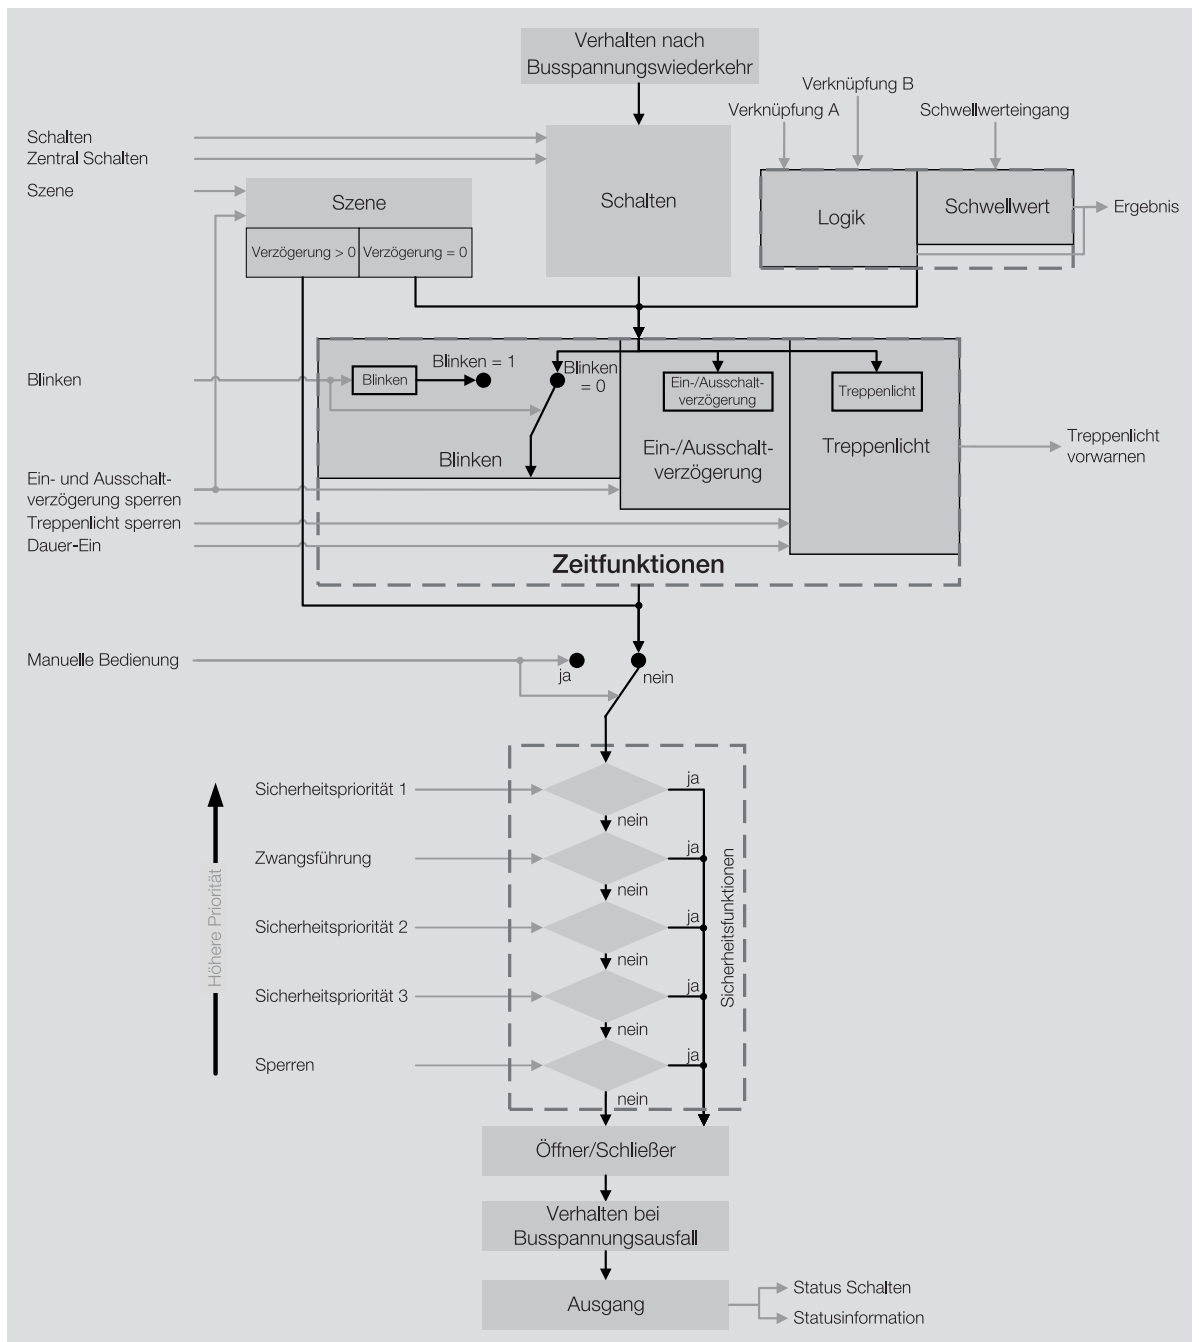 Verhalten nach
Busspannungswiederkehr
Verknüpfung B
Verknüpfung A
Schwellwerteingang
Schalten
Zentral Schalten
Szene
Szene
Schalten
Logik
Schwellwert
Ergebnis
Verzögerung > 0
Verzögerung = 0
Blinken
Blinken
Blinken = 1
Blinken
= 0
Ein-/Ausschalt-
verzögerung
Treppenlicht
Blinken
Ein-/Ausschalt-
verzögerung
Treppenlicht
Treppenlicht
vorwarnen
Ein- und Ausschalt-
verzögerung sperren
Treppenlicht sperren
Dauer-Ein
Zeitfunktionen
Manuelle Bedienung
ja
nein
Höhere Priorität
Sicherheitspriorität 1
ja
nein
Zwangsführung
ja
nein
Sicherheitspriorität 2
ja
nein
Sicherheitspriorität 3
ja
nein
Sperren
ja
nein
Sicherheitsfunktionen
Öffner/Schließer
Verhalten bei
Busspannungsausfall
Ausgang
Status Schalten
Statusinformation